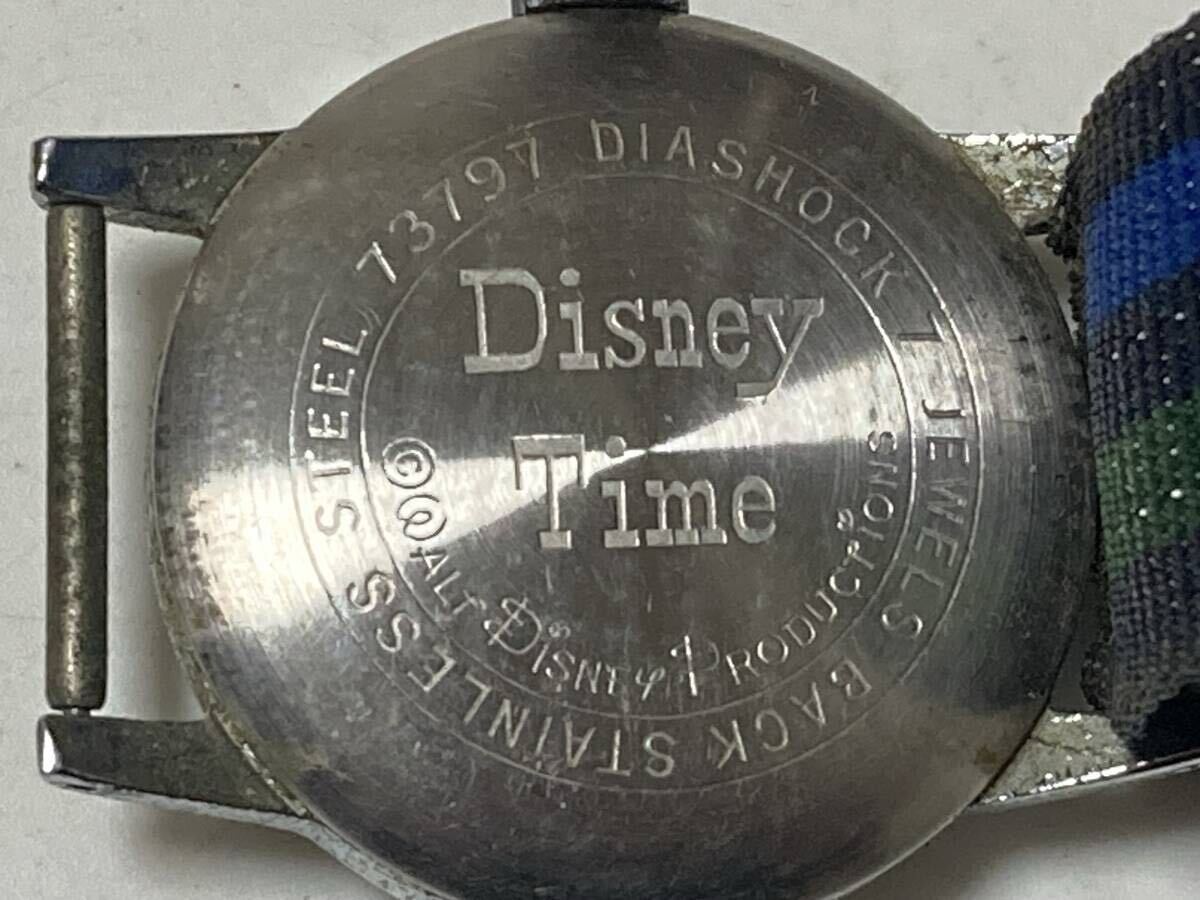 Disney
Time
© WALT DISNEY PRODUCTIONS
73797 DIASHOCK 7 JEWELS BACK STAINLESS STEEL